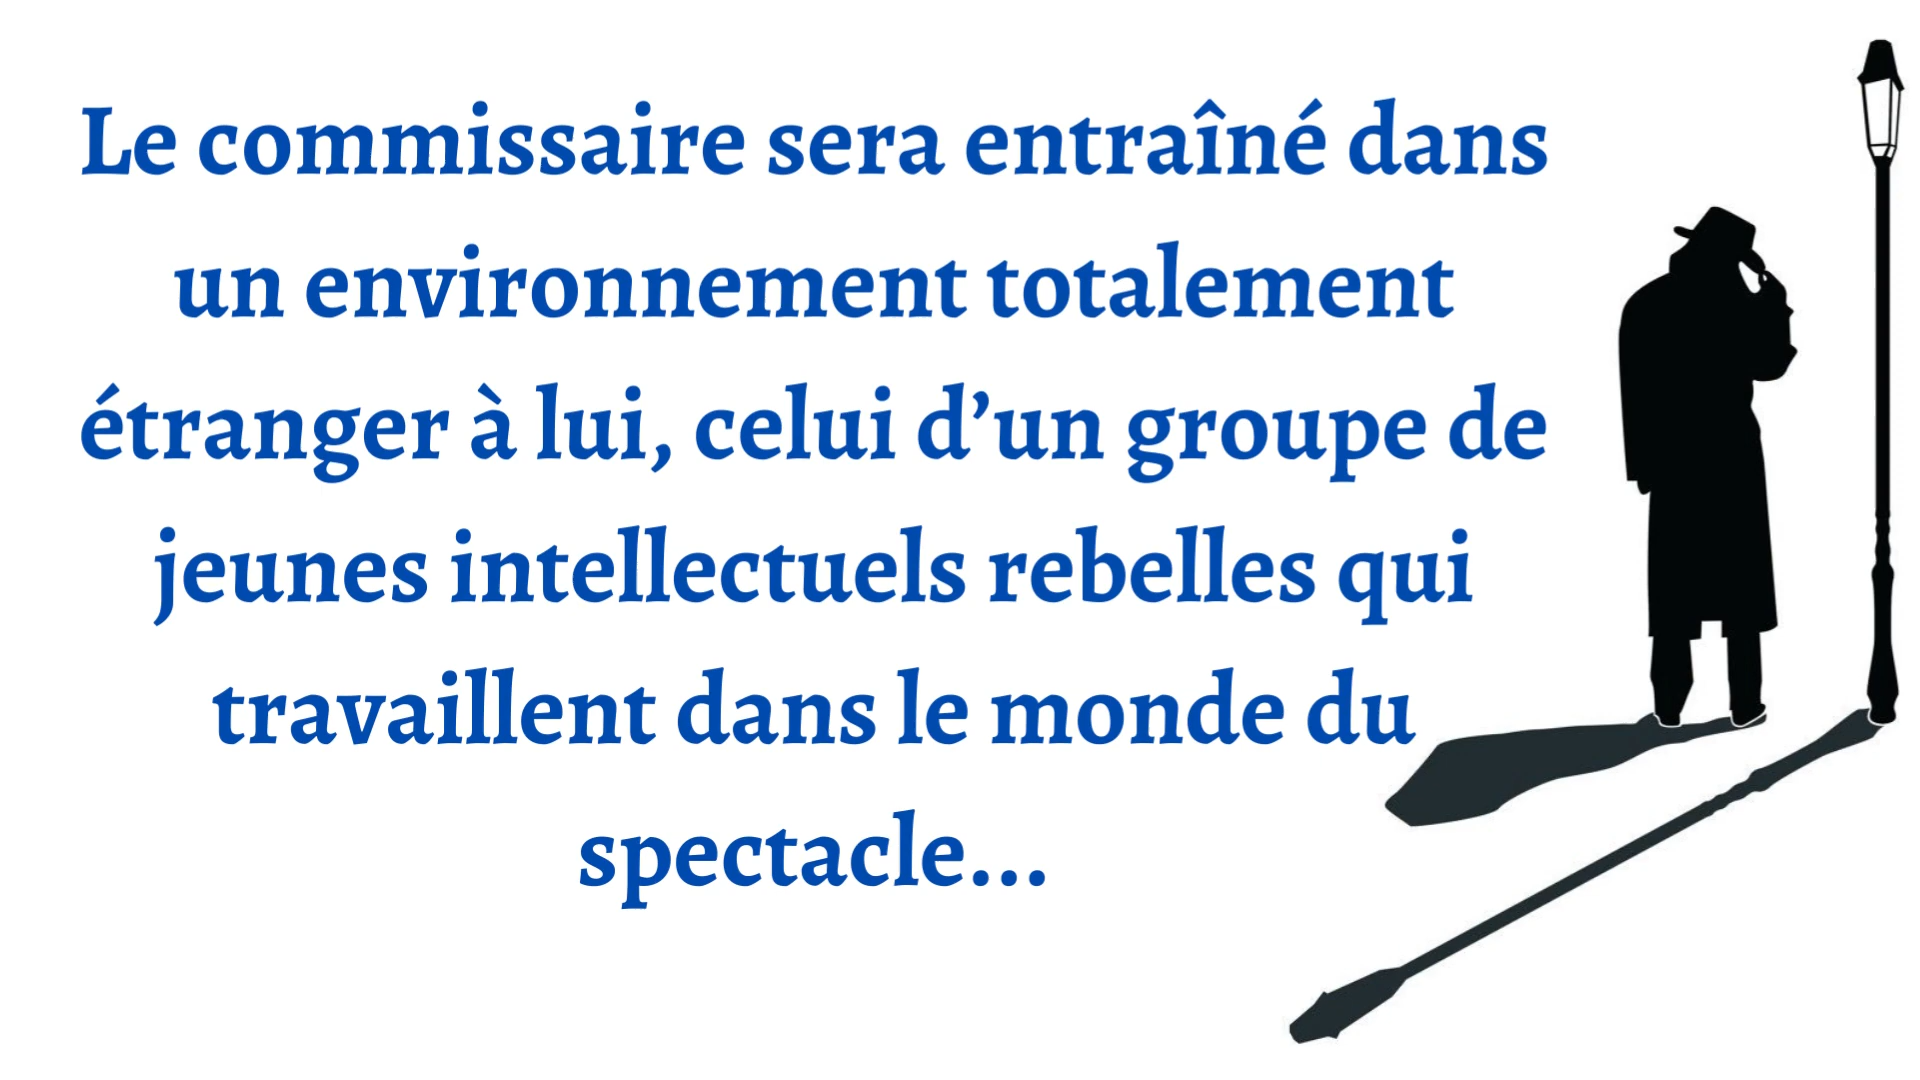 Le commissaire sera entraîné dans
un environnement totalement
étranger à lui, celui d’un groupe de
jeunes intellectuels rebelles qui
travaillent dans le monde du
spectacle...